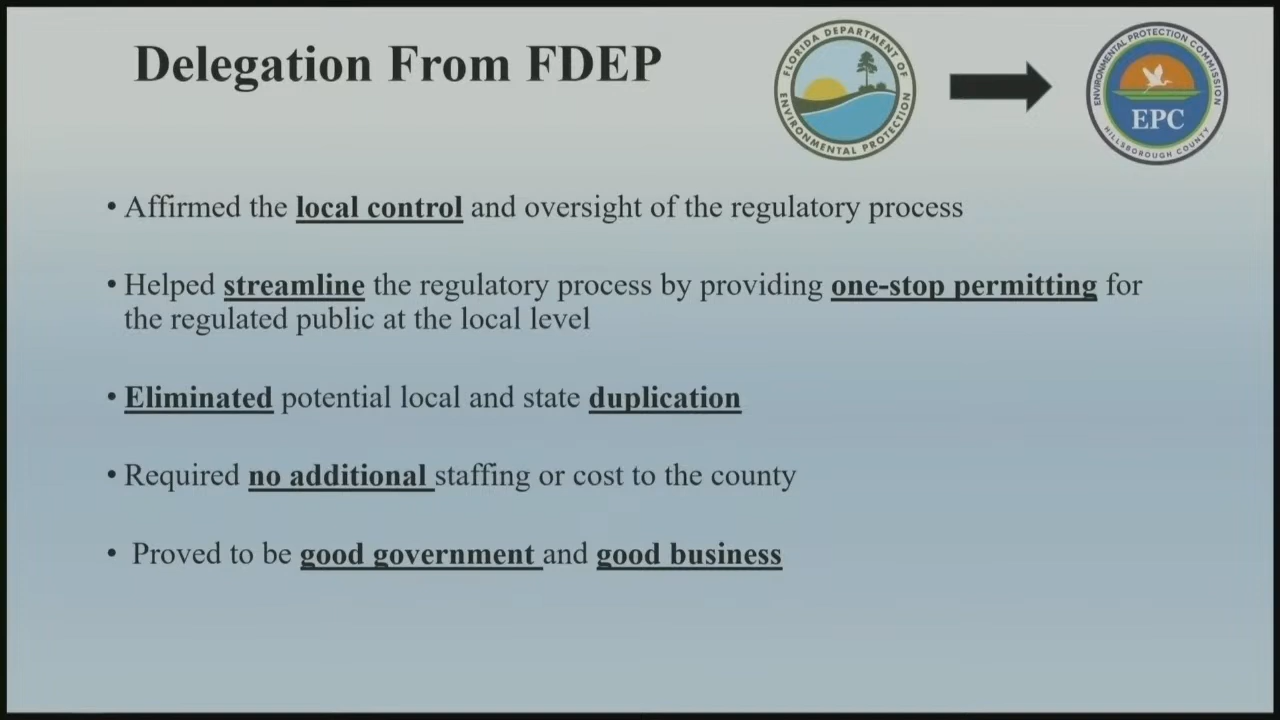 Delegation From FDEP
FLORIDA DEPARTMENT OF
ENVIRONMENTAL PROTECTION
ENVIRONMENTAL PROTECTION COMMISSION
EPC
HILLSBOROUGH COUNTY
• Affirmed the local control and oversight of the regulatory process
• Helped streamline the regulatory process by providing one-stop permitting for
the regulated public at the local level
• Eliminated potential local and state duplication
• Required no additional staffing or cost to the county
• Proved to be good government and good business